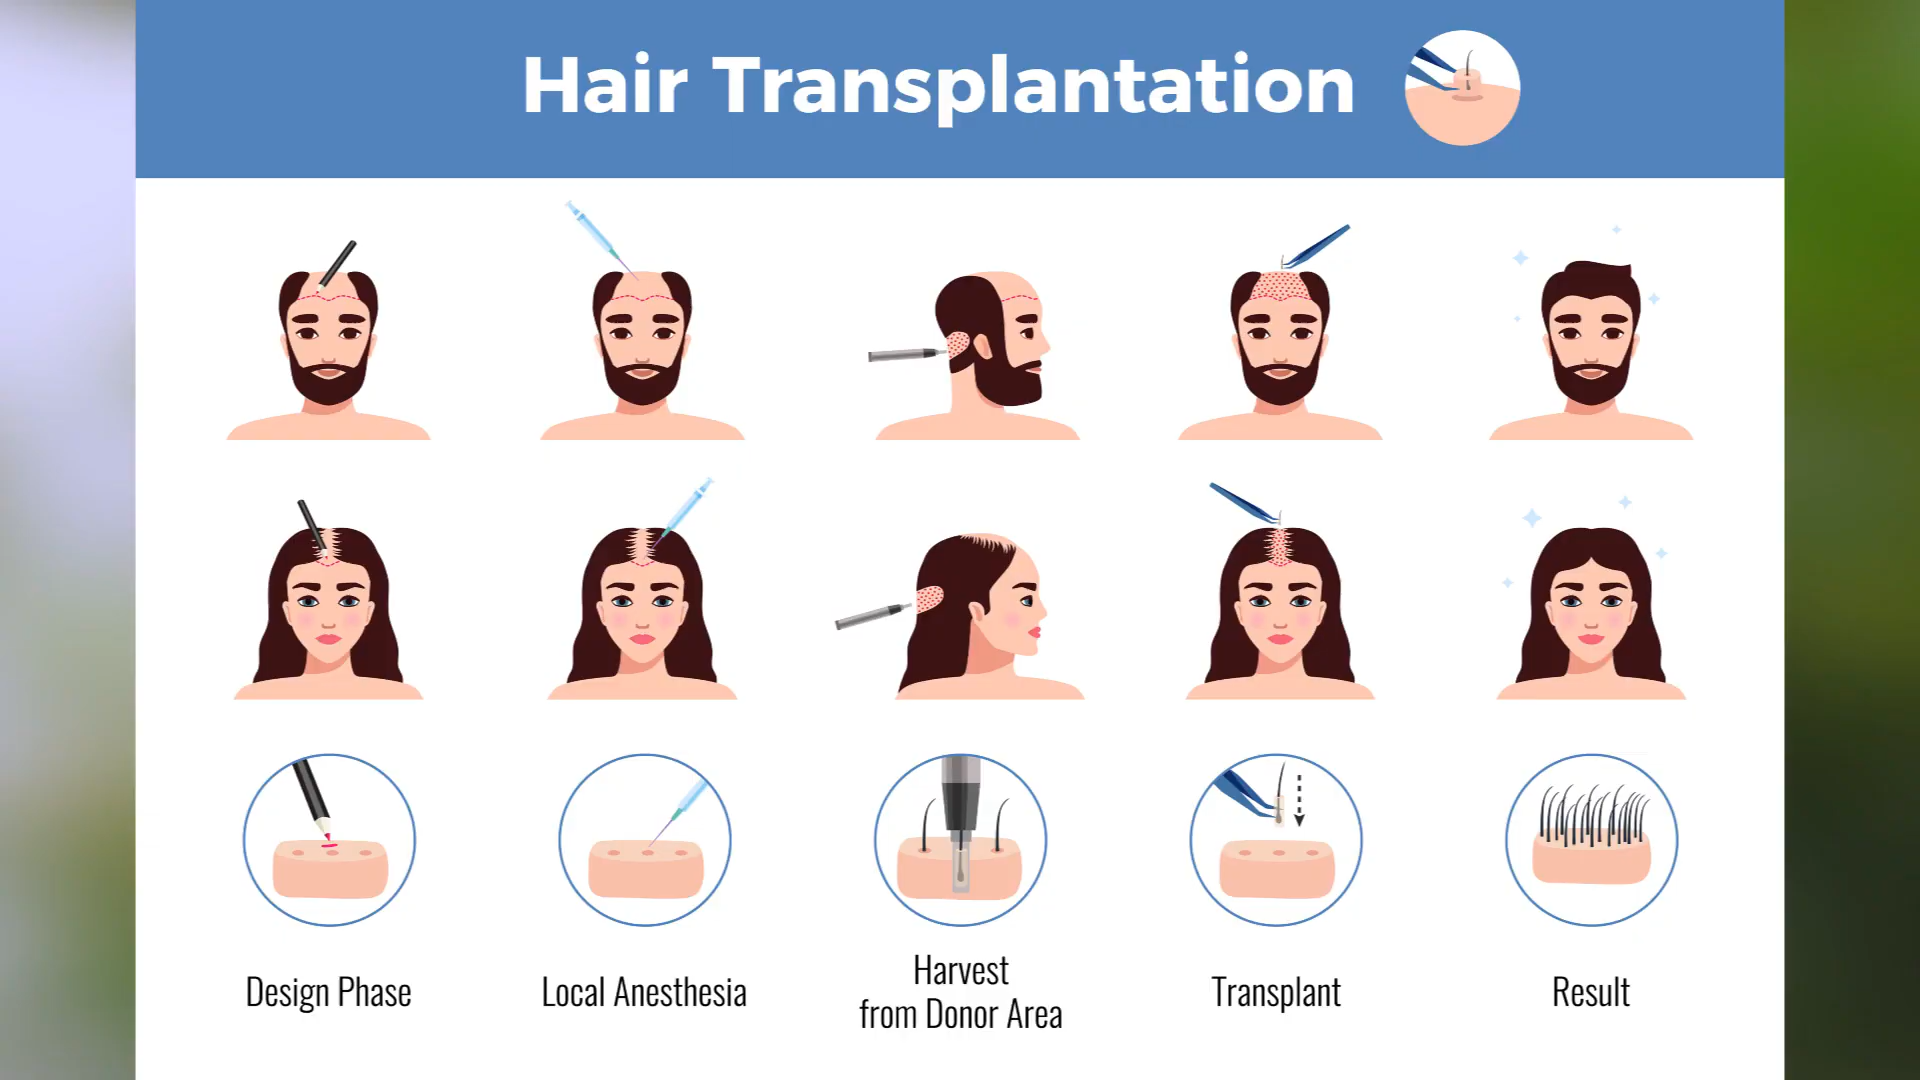 Hair Transplantation
Design Phase
Local Anesthesia
Harvest
from Donor Area
Transplant
Result